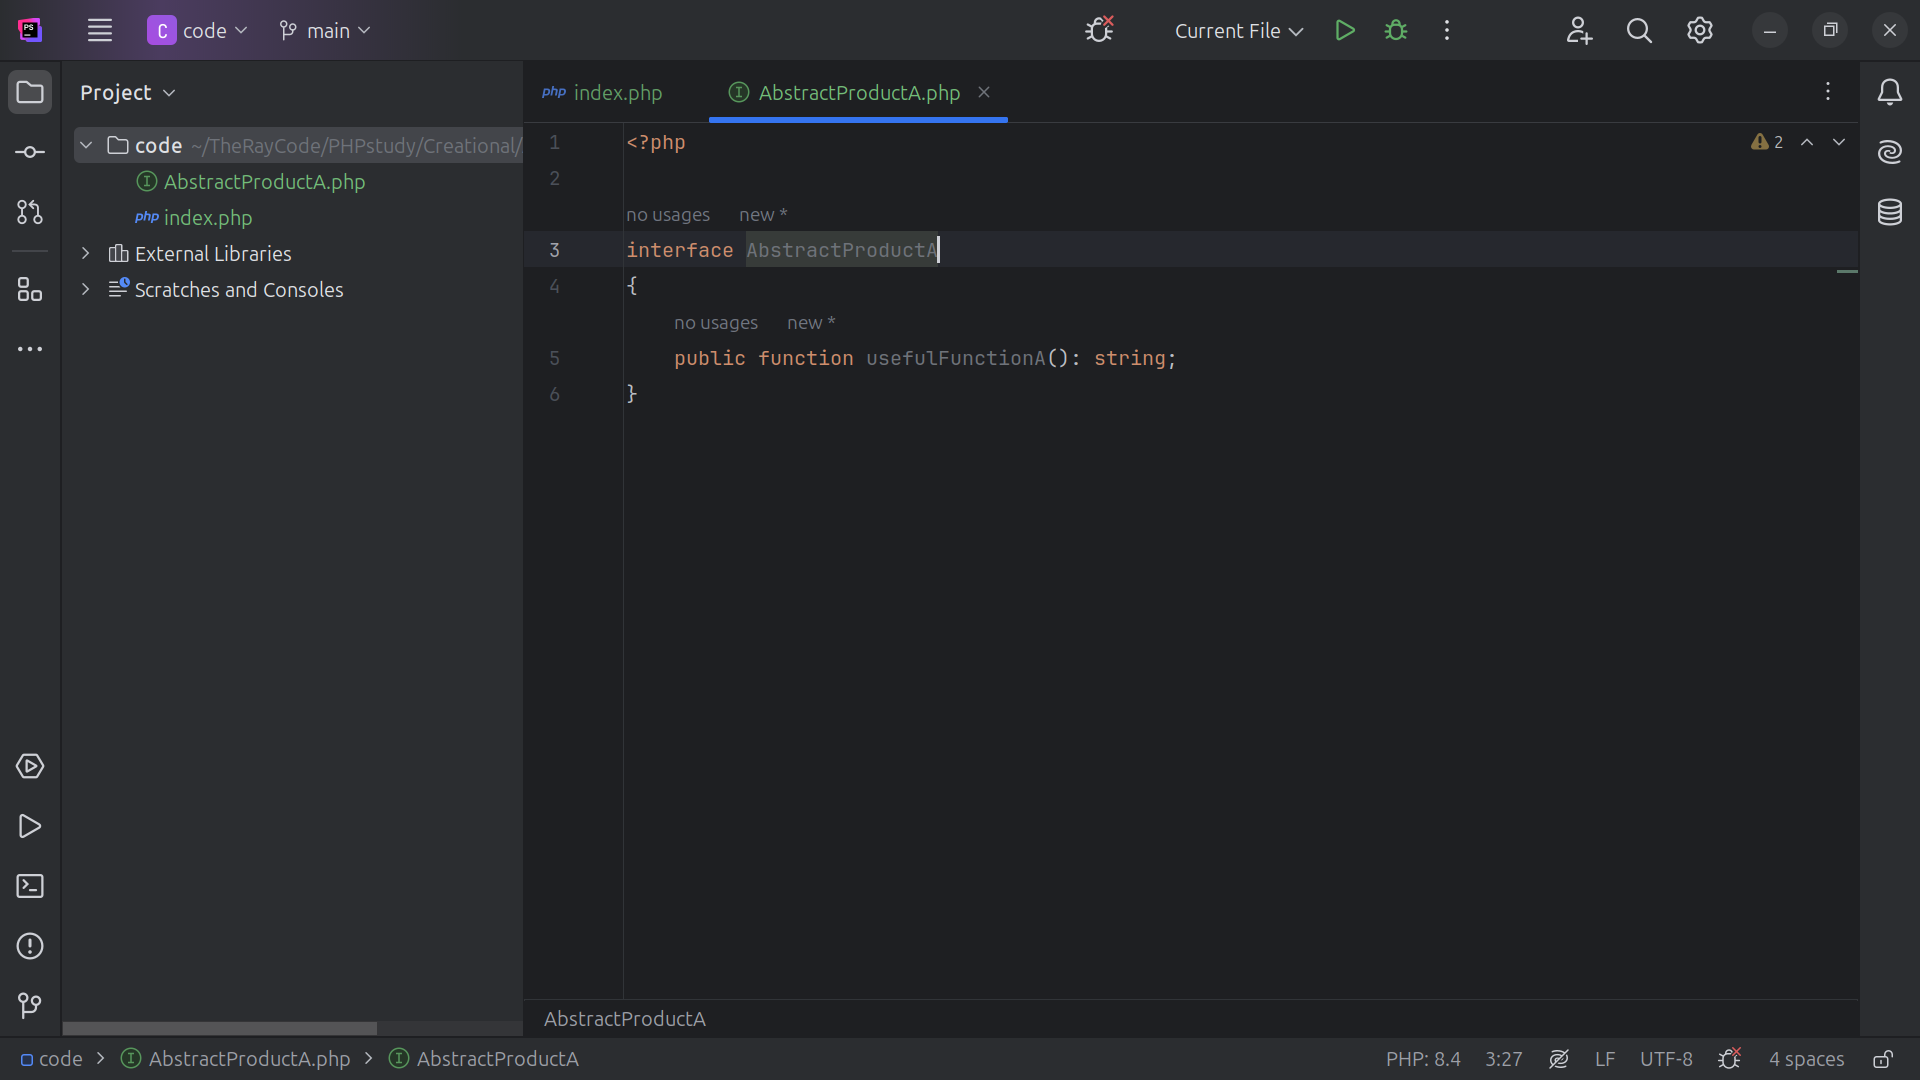 PS
C code
main
Current File
Project
php index.php
AbstractProductA.php
code ~/TheRayCode/PHPstudy/Creational/
AbstractProductA.php
php index.php
External Libraries
Scratches and Consoles
1 <?php
2
2
no usages new *
3 interface AbstractProductA
4 {
no usages new *
5 public function usefulFunctionA(): string;
6 }
AbstractProductA
code > AbstractProductA.php > AbstractProductA
PHP: 8.4 3:27 LF UTF-8 4 spaces